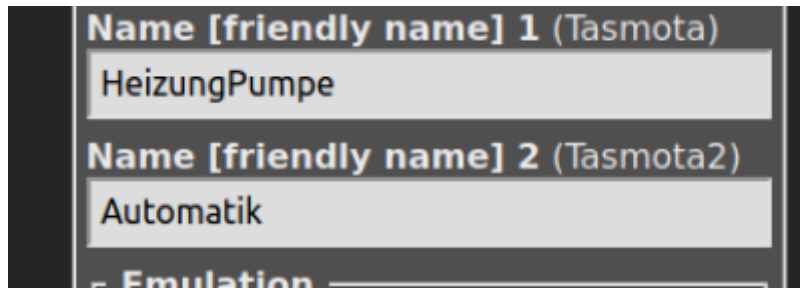 Name [friendly name] 1 (Tasmota)
HeizungPumpe
Name [friendly name] 2 (Tasmota2)
Automatik
Emulation